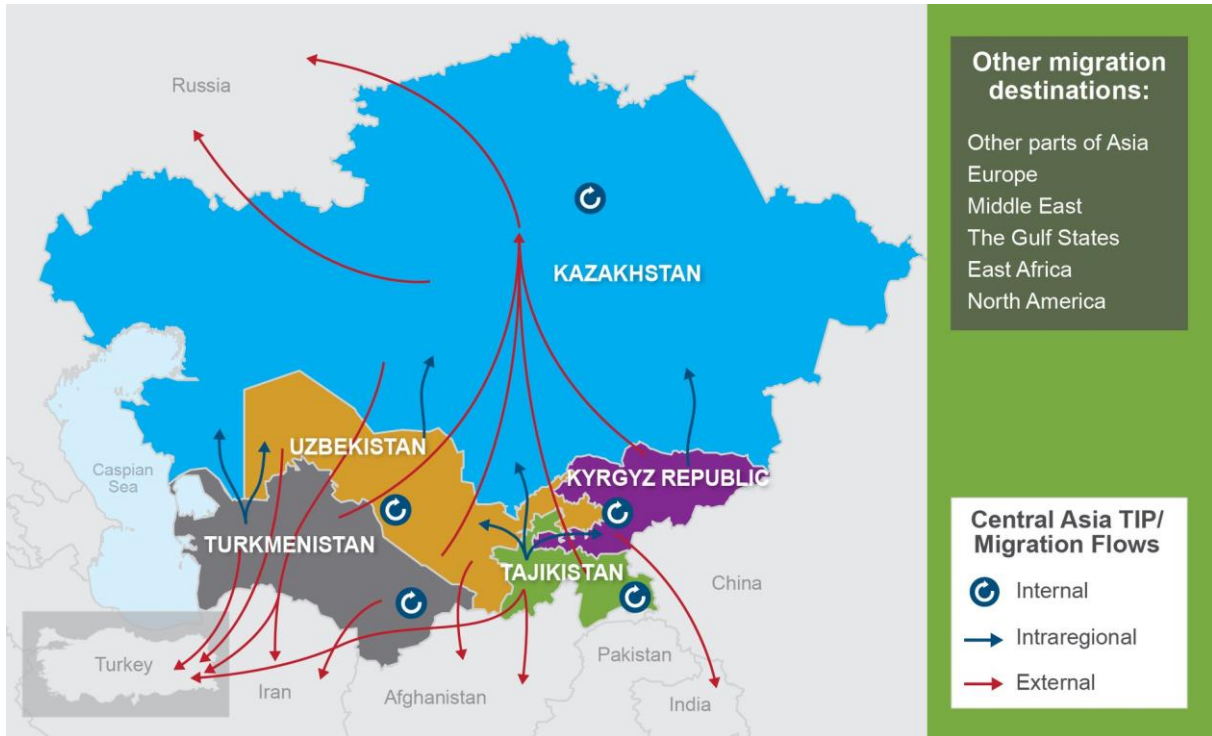 Russia
KAZAKHSTAN
UZBEKISTAN
KYRGYZ REPUBLIC
Caspian
Sea
TURKMENISTAN
TAJIKISTAN
China
Turkey
Iran
Afghanistan
Pakistan
India
Other migration
destinations:
Other parts of Asia
Europe
Middle East
The Gulf States
East Africa
North America
Central Asia TIP/
Migration Flows
Internal
Intraregional
External